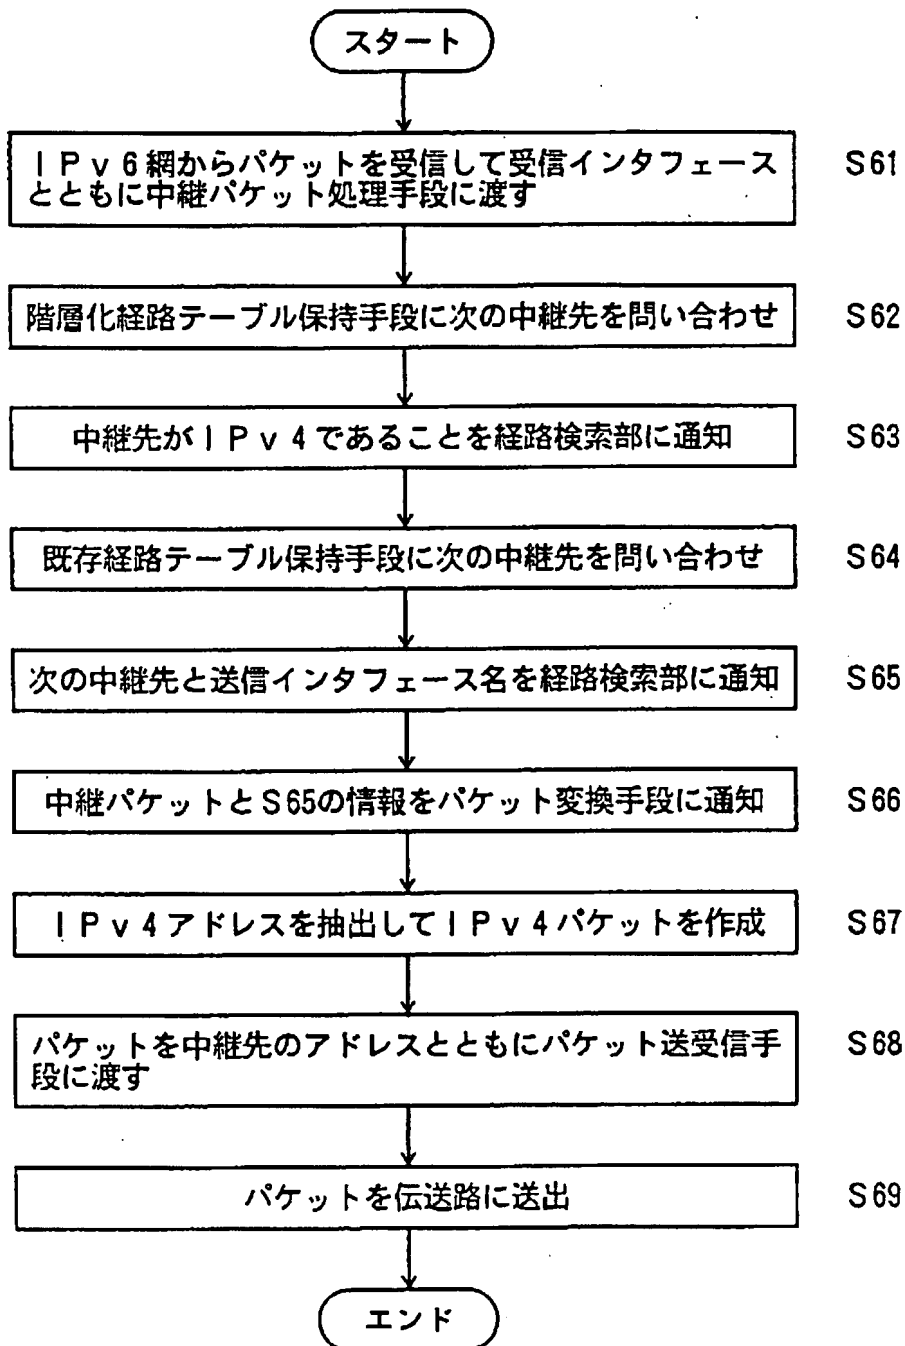 スタート
IPv6網からパケットを受信して受信インタフェース
とともに中継パケット処理手段に渡す
S61
階層化経路テーブル保持手段に次の中継先を問い合わせ
S62
中継先がIPv4であることを経路検索部に通知
S63
既存経路テーブル保持手段に次の中継先を問い合わせ
S64
次の中継先と送信インタフェース名を経路検索部に通知
S65
中継パケットとS65の情報をパケット変換手段に通知
S66
IPv4アドレスを抽出してIPv4パケットを作成
S67
パケットを中継先のアドレスとともにパケット送受信手
段に渡す
S68
パケットを伝送路に送出
S69
エンド